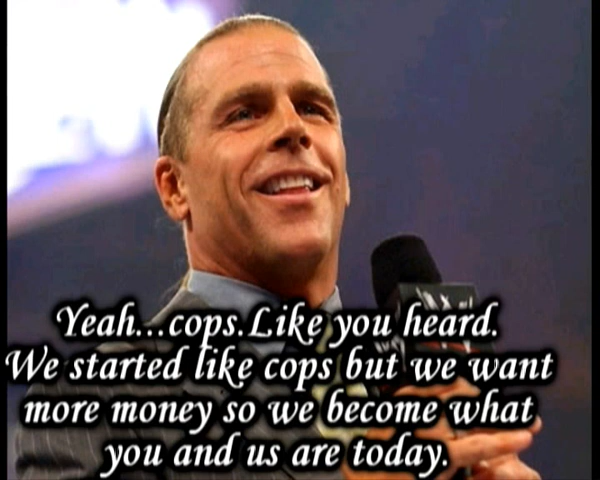 Yeah...cops.Like you heard.
We started like cops but we want
more money so we become what
you and us are today.